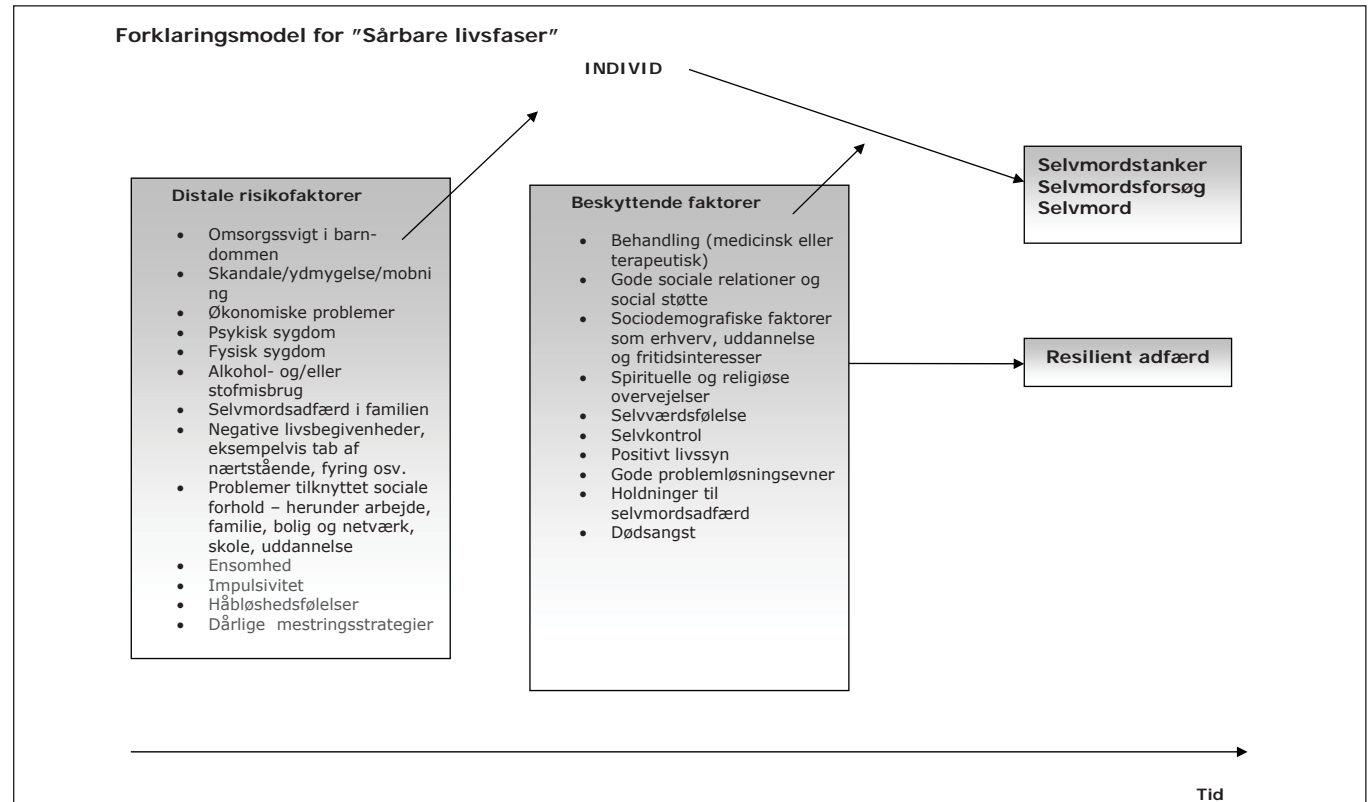 Forklaringsmodel for ”Sårbare livsfaser”
INDIVID
Distale risikofaktorer
• Omsorgssvigt i barn-
dommen
• Skandale/ydmygelse/mobni
ng
• Økonomiske problemer
• Psykisk sygdom
• Fysisk sygdom
• Alkohol- og/eller
stofmisbrug
• Selvmordsadfærd i familien
• Negative livsbegivenheder,
eksempelvis tab af
nærtstående, fyring osv.
• Problemer tilknyttet sociale
forhold – herunder arbejde,
familie, bolig og netværk,
skole, uddannelse
• Ensomhed
• Impulsivitet
• Håbløshedsfølelser
• Dårlige mestringsstrategier
Beskyttende faktorer
• Behandling (medicinsk eller
terapeutisk)
• Gode sociale relationer og
social støtte
• Sociodemografiske faktorer
som erhverv, uddannelse
og fritidsinteresser
• Spirituelle og religiøse
overvejelser
• Selvværdsfølelse
• Selvkontrol
• Positivt livssyn
• Gode problemløsningsevner
• Holdninger til
selvmordsadfærd
• Dødsangst
Selvmordstanker
Selvmordsforsøg
Selvmord
Resilient adfærd
Tid